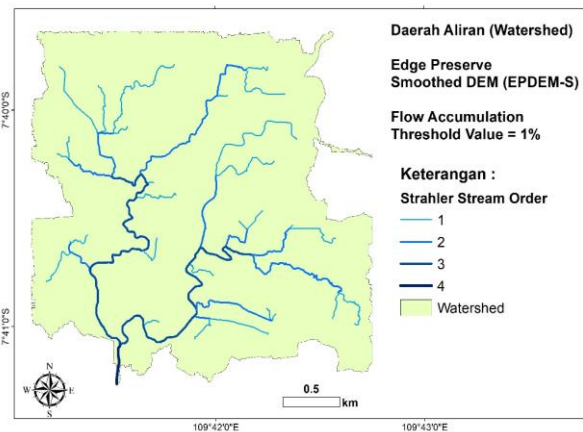 Daerah Aliran (Watershed)
Edge Preserve
Smoothed DEM (EPDEM-S)
Flow Accumulation
Threshold Value = 1%
Keterangan :
Strahler Stream Order
1
2
3
4
Watershed
7°40'0"S
7°41'0"S
N
W E
S
0.5
km
109°42'0"E
109°43'0"E